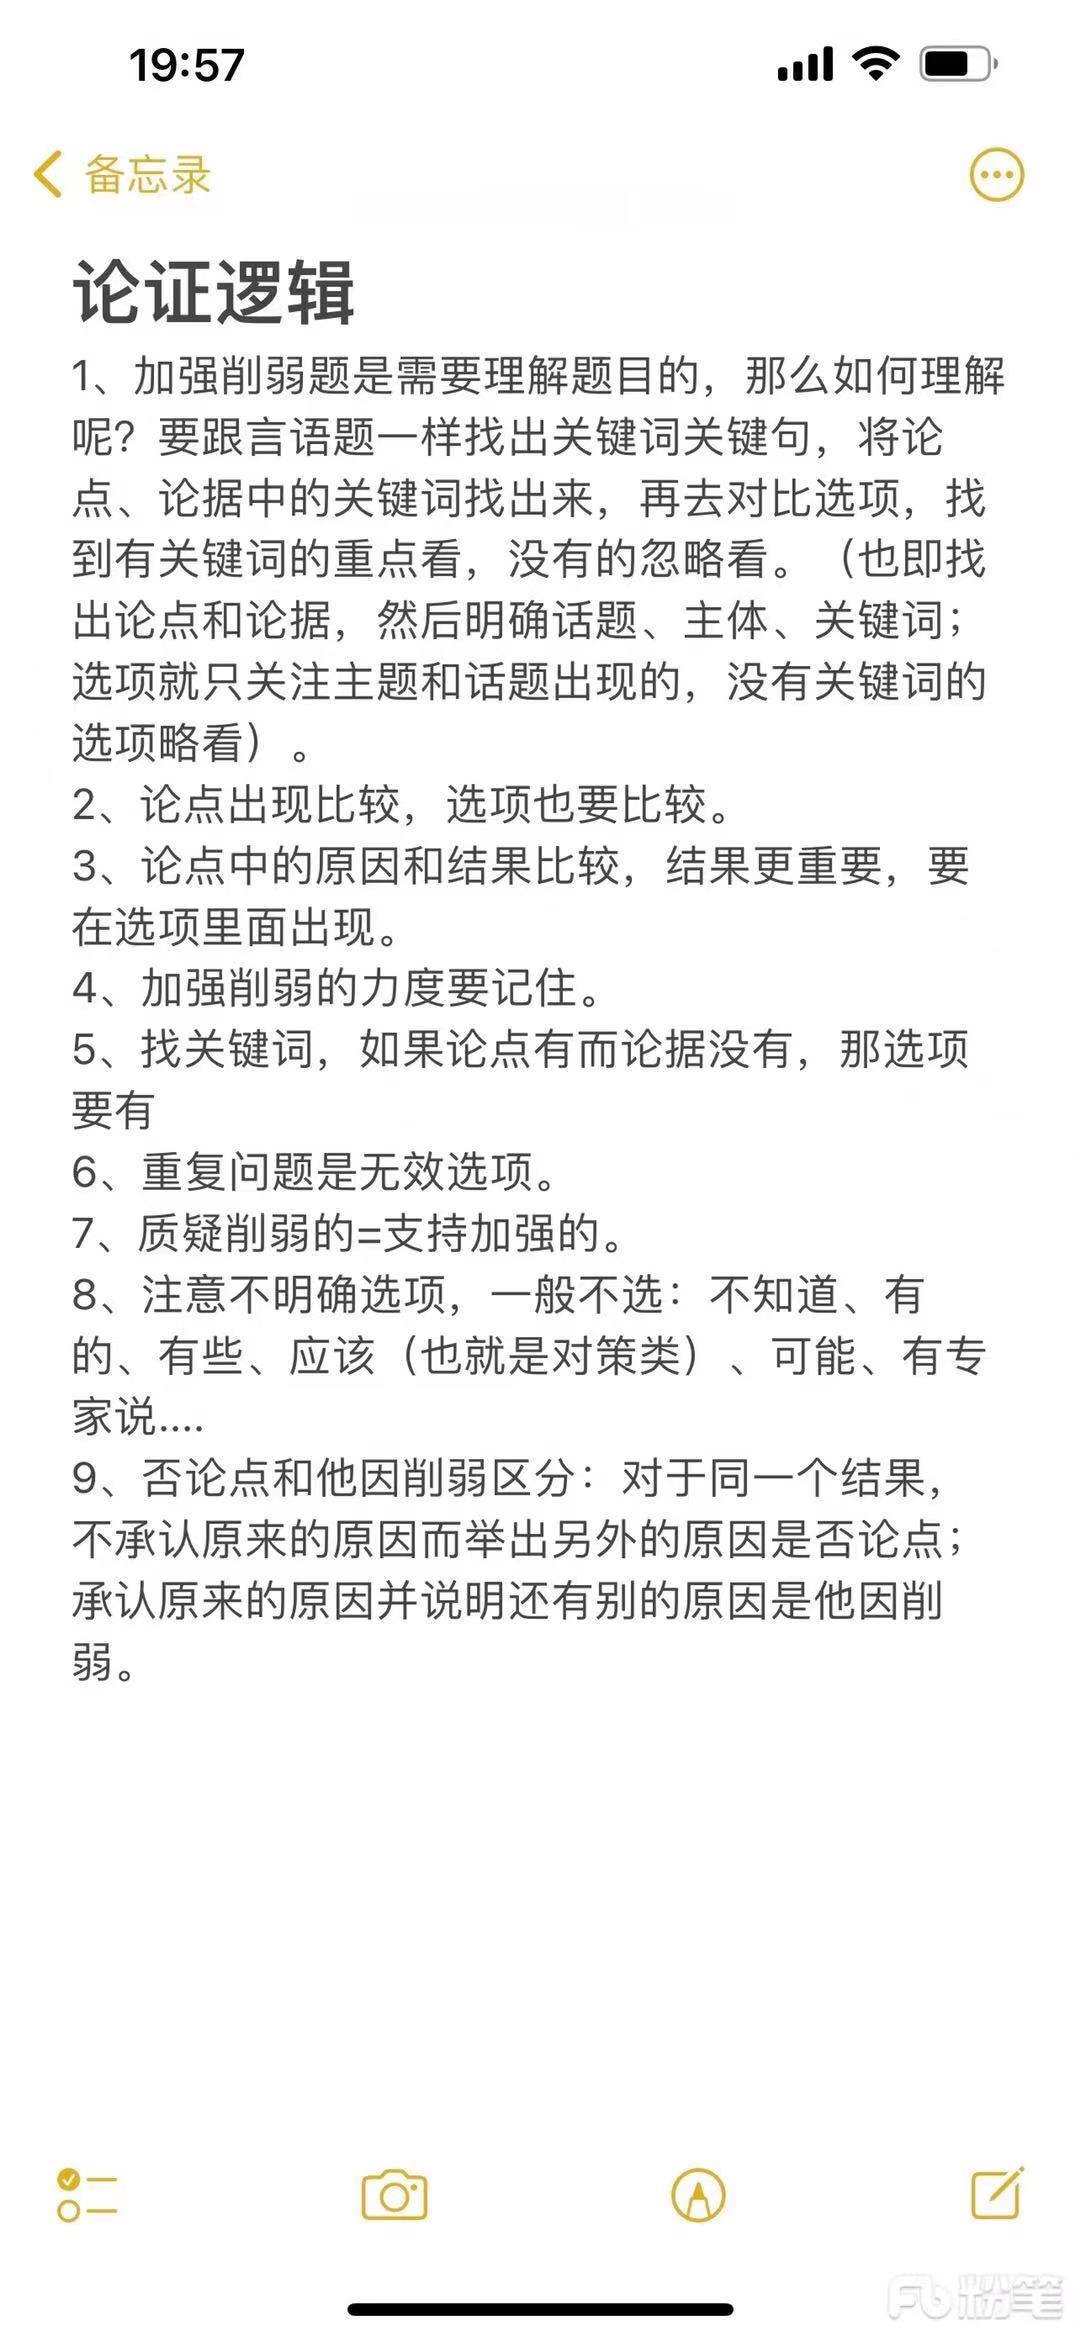 19:57
备忘录
论证逻辑
1、加强削弱题是需要理解题目的，那么如何理解
呢？要跟言语题一样找出关键词关键句，将论
点、论据中的关键词找出来，再去对比选项，找
到有关键词的重点看，没有的忽略看。（也即找
出论点和论据，然后明确话题、主体、关键词；
选项就只关注主题和话题出现的，没有关键词的
选项略看）。
2、论点出现比较，选项也要比较。
3、论点中的原因和结果比较，结果更重要，要
在选项里面出现。
4、加强削弱的力度要记住。
5、找关键词，如果论点有而论据没有，那选项
要有
6、重复问题是无效选项。
7、质疑削弱的=支持加强的。
8、注意不明确选项，一般不选：不知道、有
的、有些、应该（也就是对策类）、可能、有专
家说....
9、否论点和他因削弱区分：对于同一个结果，
不承认原来的原因而举出另外的原因是否论点；
承认原来的原因并说明还有别的原因是他因削
弱。
Fb粉笔